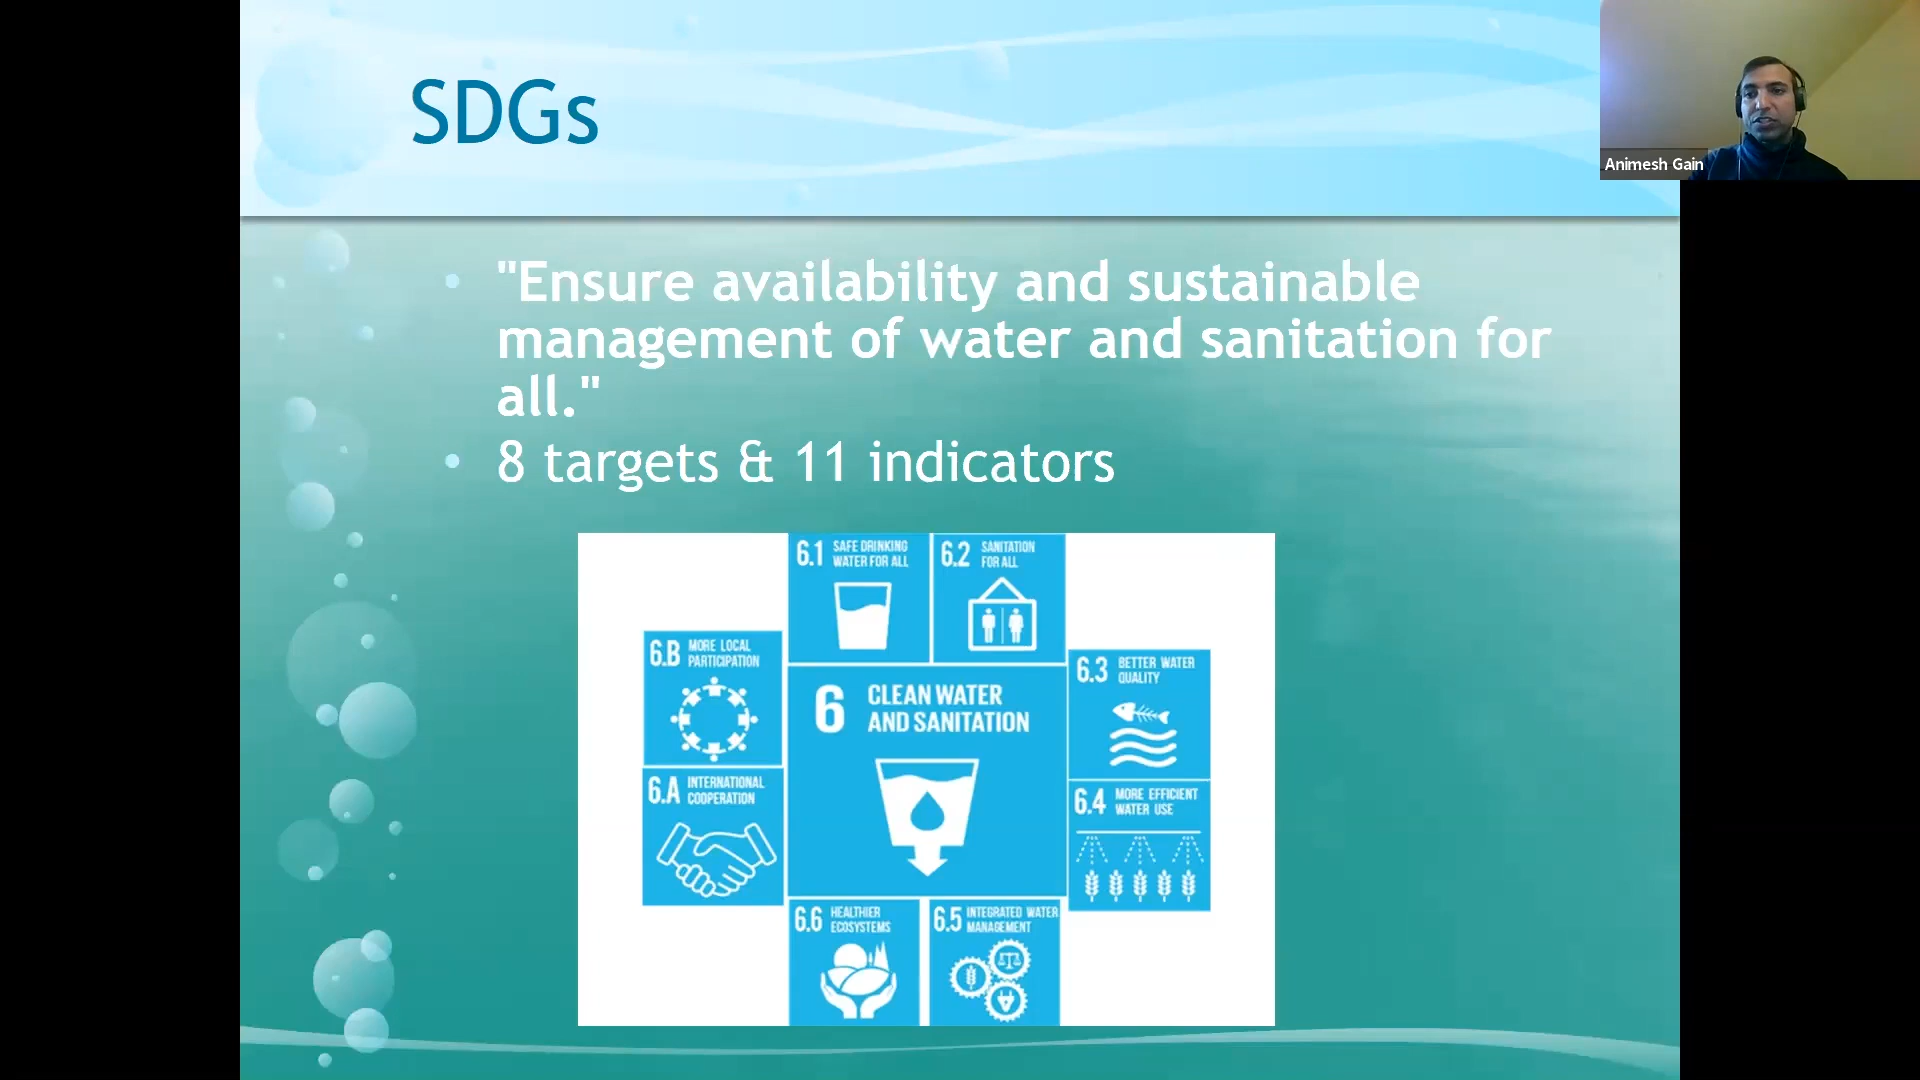 SDGs
Animesh Gain
• "Ensure availability and sustainable
management of water and sanitation for
all."
• 8 targets & 11 indicators
6.1 SAFE DRINKING
WATER FOR ALL
6.2 SANITATION
FOR ALL
6.B MORE LOCAL
PARTICIPATION
6.3 BETTER WATER
QUALITY
6 CLEAN WATER
AND SANITATION
6.A INTERNATIONAL
COOPERATION
6.4 MORE EFFICIENT
WATER USE
6.6 HEALTHIER
ECOSYSTEMS
6.5 INTEGRATED WATER
MANAGEMENT